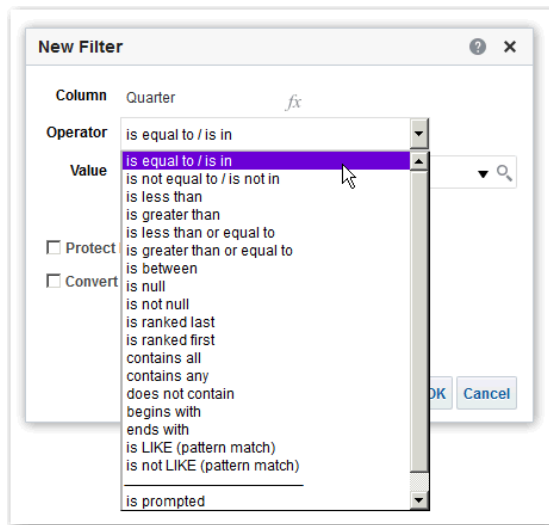 New Filter
Column Quarter fx
Operator is equal to / is in
is equal to / is in
Value
is not equal to / is not in
is less than
is greater than
is less than or equal to
is greater than or equal to
is between
is null
is not null
is ranked last
is ranked first
contains all
contains any
does not contain
begins with
ends with
is LIKE (pattern match)
is not LIKE (pattern match)
is prompted
Protect
Convert
OK Cancel